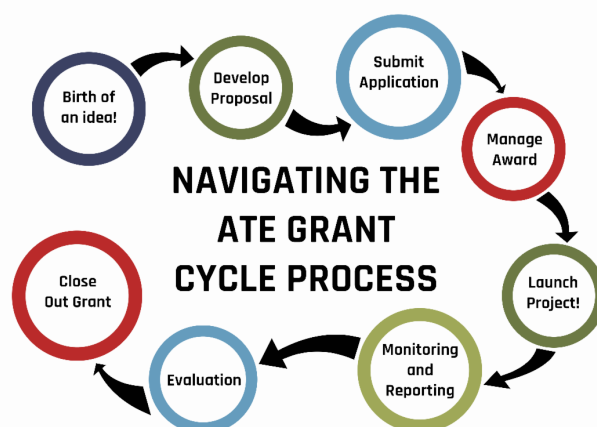 Birth of
an idea!
Develop
Proposal
Submit
Application
Manage
Award
NAVIGATING THE
ATE GRANT
CYCLE PROCESS
Launch
Project!
Monitoring
and
Reporting
Evaluation
Close
Out Grant